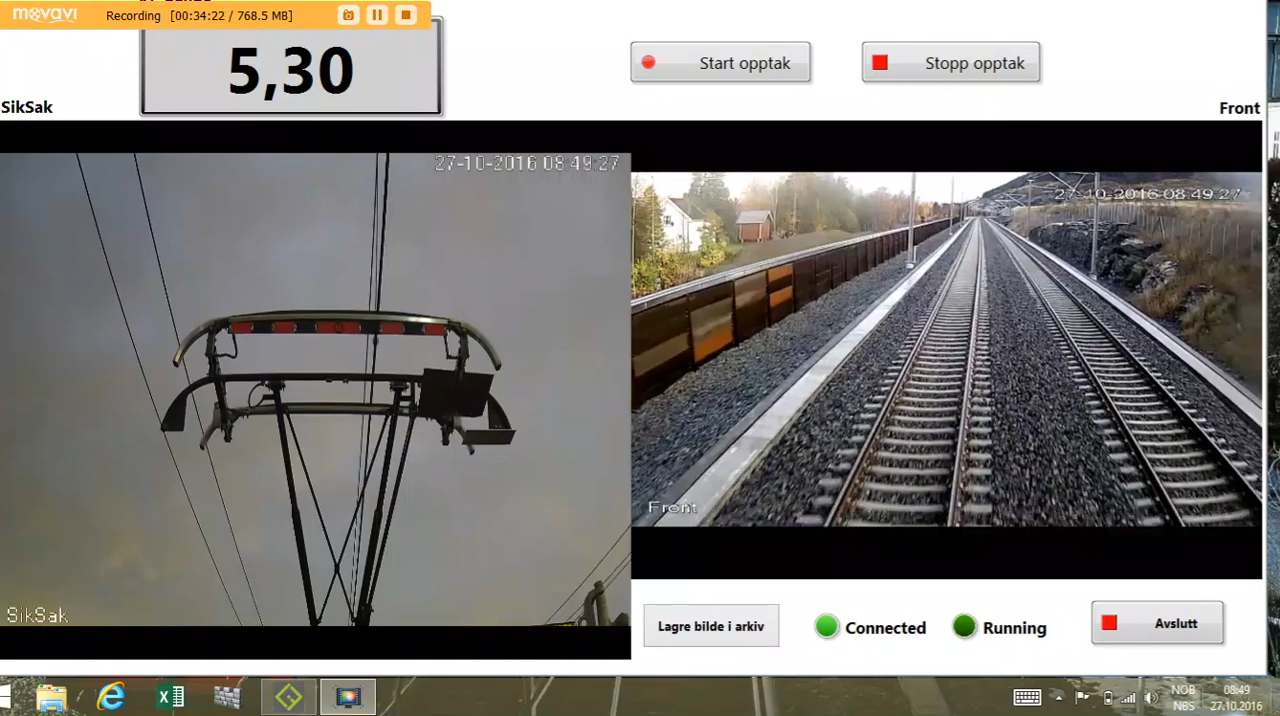 movavi
Recording [00:34:22 / 768.5 MB]
5,30
Start opptak
Stopp opptak
SikSak
Front
27-10-2016 08:49:27
27-10-2016 08:49:27
Front
SikSak
Lagre bilde i arkiv
Connected
Running
Avslutt
NOB
NBS
08:49
27.10.2016